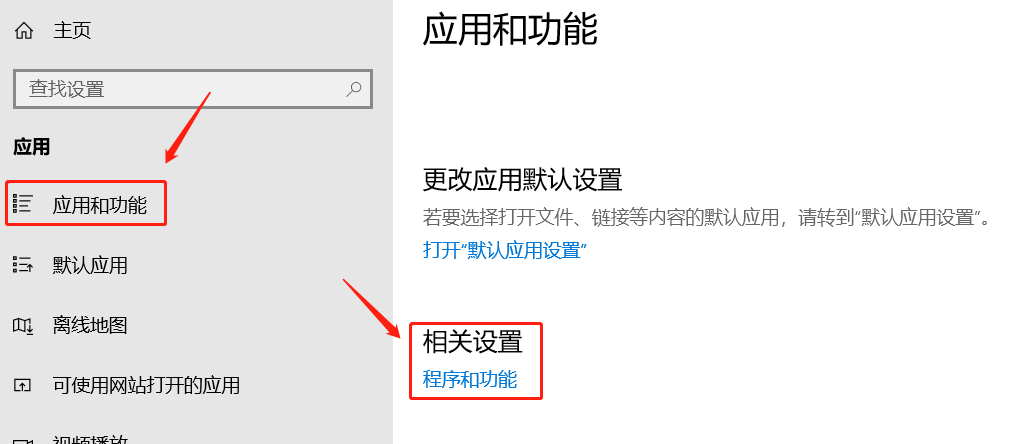 主页
查找设置
应用
应用和功能
默认应用
离线地图
可使用网站打开的应用
视频播放
应用和功能
更改应用默认设置
若要选择打开文件、链接等内容的默认应用，请转到“默认应用设置”。
打开“默认应用设置”
相关设置
程序和功能